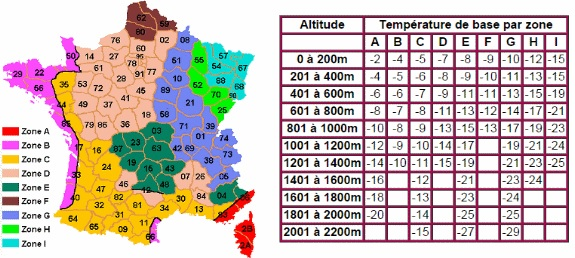 62 59
80
76 02 08
50 60
14 95 55 57
61 27 77 51 54 67
29 22 78 91
35 53 28 10 52 88 68
56 72 45 89 70
44 49 37 41 58 21 25
85 79 86 36 18 71 39
17 16 87 23 03 01 74
63 42 69 73
24 19 15 43 38
33 46 12 48 07 26 05
40 47 82 30 84 04 06
32 81 34 13 83
64 65 31 11
09 66
2B
2A
Zone A
Zone B
Zone C
Zone D
Zone E
Zone F
Zone G
Zone H
Zone I
Altitude Température de base par zone
A B C D E F G H I
0 à 200m -2 -4 -5 -7 -8 -9 -10 -12 -15
201 à 400m -4 -5 -6 -8 -9 -10 -11 -13 -15
401 à 600m -6 -6 -7 -9 -11 -11 -13 -15 -19
601 à 800m -8 -7 -8 -11 -13 -12 -14 -17 -21
801 à 1000m -10 -8 -9 -13 -15 -13 -17 -19 -23
1001 à 1200m -12 -9 -10 -14 -17 -19 -21 -24
1201 à 1400m -14 -10 -11 -15 -19 -21 -23 -25
1401 à 1600m -16 -12 -21 -23 -24
1601 à 1800m -18 -13 -23 -24
1801 à 2000m -20 -14 -25 -25
2001 à 2200m -15 -27 -29